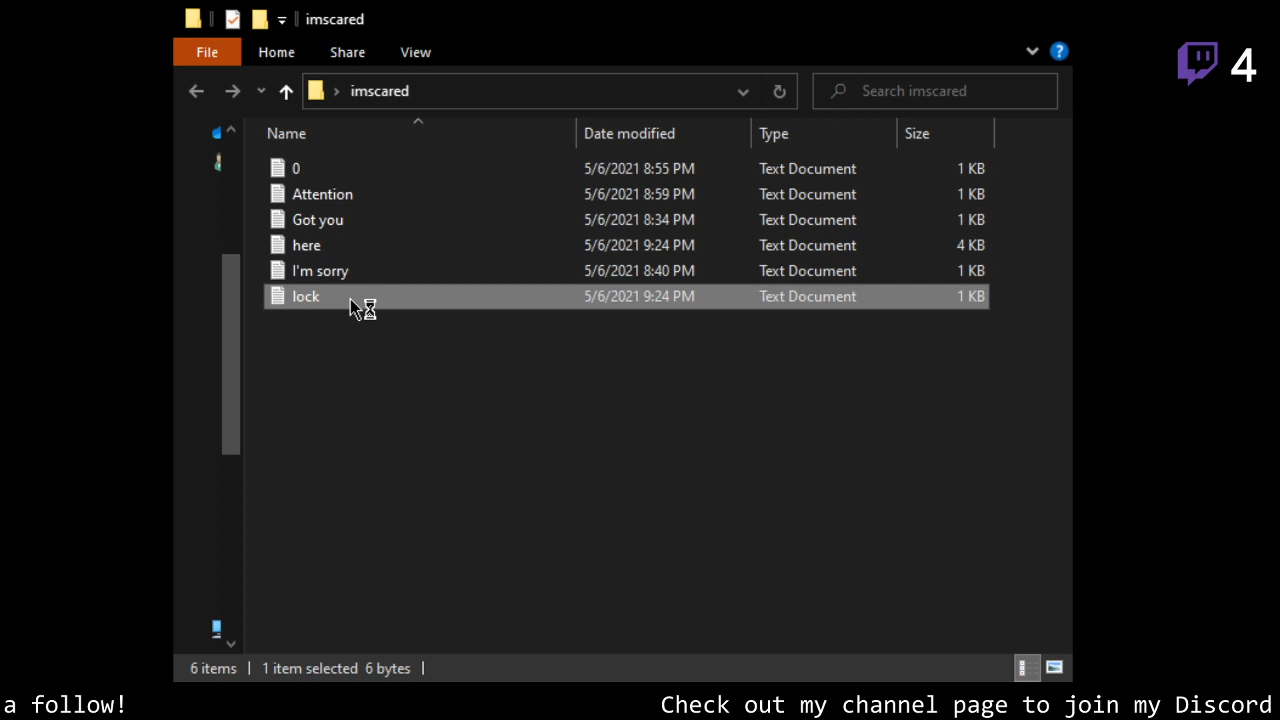 imscared
4
File Home Share View
imscared Search imscared
Name Date modified Type Size
0 5/6/2021 8:55 PM Text Document 1 KB
Attention 5/6/2021 8:59 PM Text Document 1 KB
Got you 5/6/2021 8:34 PM Text Document 1 KB
here 5/6/2021 9:24 PM Text Document 4 KB
I'm sorry 5/6/2021 8:40 PM Text Document 1 KB
lock 5/6/2021 9:24 PM Text Document 1 KB
6 items 1 item selected 6 bytes
a follow! Check out my channel page to join my Discord